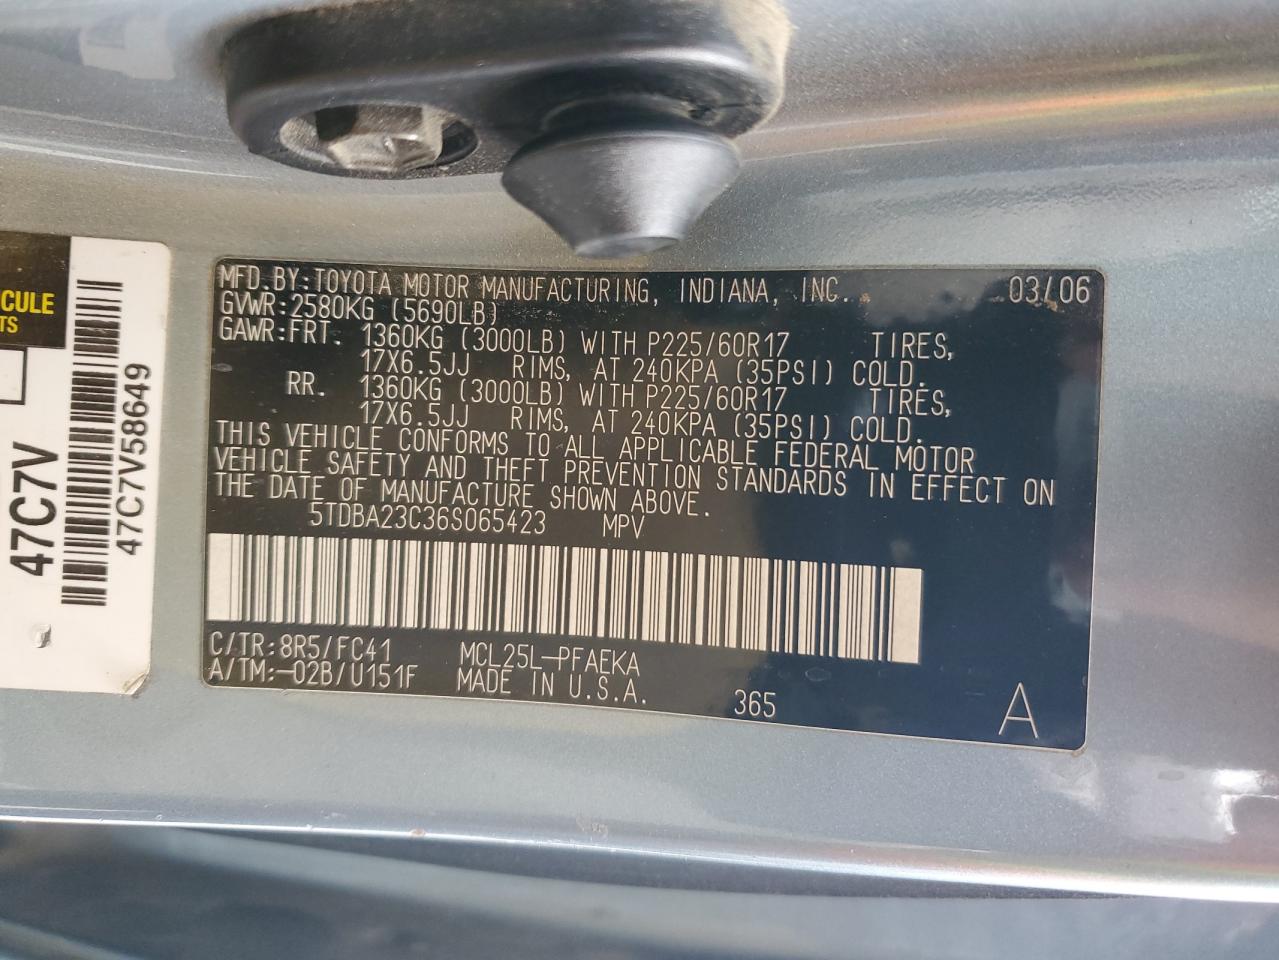 MFD. BY: TOYOTA MOTOR MANUFACTURING, INDIANA, INC. 03/06
GVWR: 2580KG (5690LB)
GAWR: FRT. 1360KG (3000LB) WITH P225/60R17 TIRES,
17X6.5JJ RIMS, AT 240KPA (35PSI) COLD.
RR. 1360KG (3000LB) WITH P225/60R17 TIRES,
17X6.5JJ RIMS, AT 240KPA (35PSI) COLD.
THIS VEHICLE CONFORMS TO ALL APPLICABLE FEDERAL MOTOR
VEHICLE SAFETY AND THEFT PREVENTION STANDARDS IN EFFECT ON
THE DATE OF MANUFACTURE SHOWN ABOVE.
5TDBA23C36S065423 MPV
C/TR: 8R5/FC41 MCL25L-PFAEKA
A/TM: -02B/U151F MADE IN U.S.A. 365 A
CULE
TS
47C7V
47C7V58649